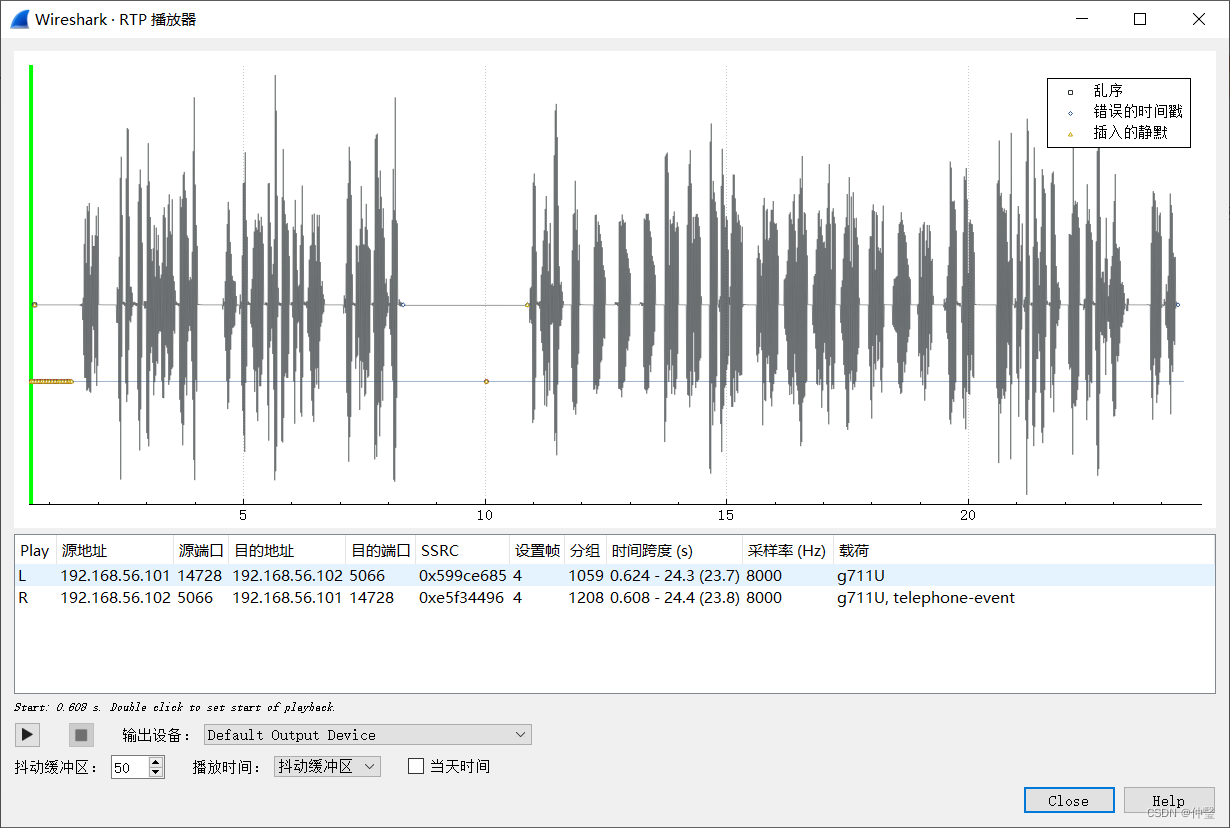 Wireshark · RTP 播放器
乱序
错误的时间戳
插入的静默
5 10 15 20
Play 源地址 源端口 目的地址 目的端口 SSRC 设置帧 分组 时间跨度 (s) 采样率 (Hz) 载荷
L 192.168.56.101 14728 192.168.56.102 5066 0x599ce685 4 1059 0.624 - 24.3 (23.7) 8000 g711U
R 192.168.56.102 5066 192.168.56.101 14728 0xe5f34496 4 1208 0.608 - 24.4 (23.8) 8000 g711U, telephone-event
Start: 0.608 s. Double click to set start of playback.
输出设备： Default Output Device
抖动缓冲区： 50 播放时间： 抖动缓冲区 当天时间
Close Help
CSDN @仲瑿